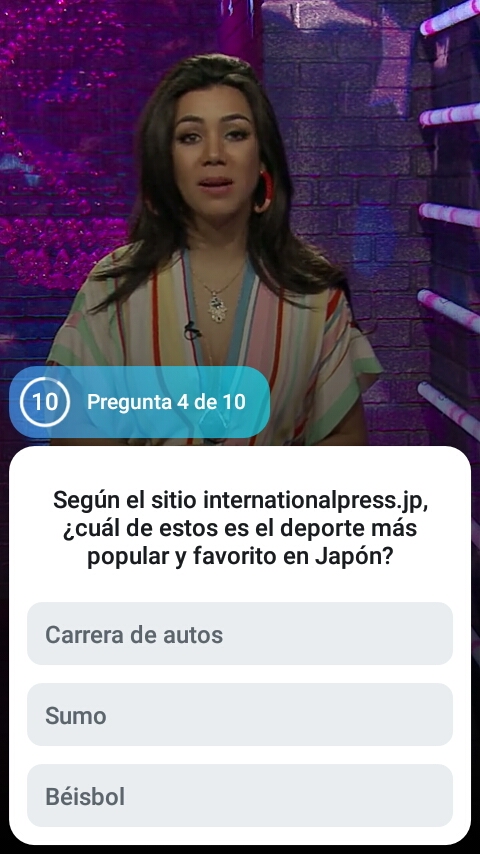 10 Pregunta 4 de 10
Según el sitio internationalpress.jp,
¿cuál de estos es el deporte más
popular y favorito en Japón?
Carrera de autos
Sumo
Béisbol